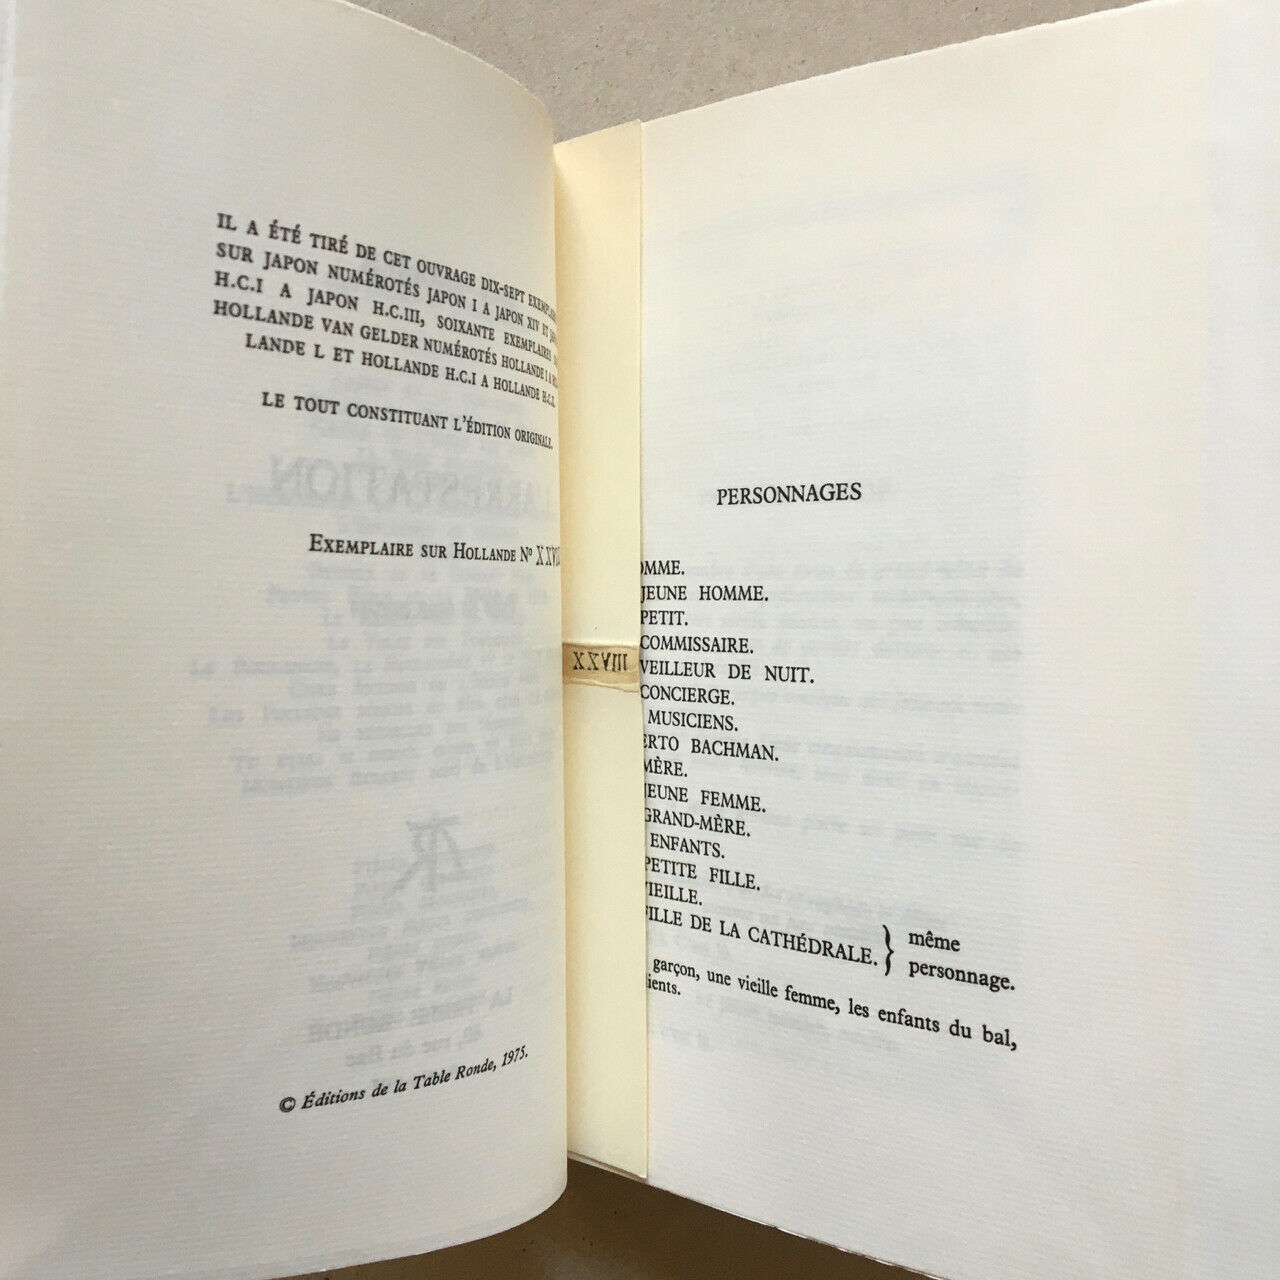 IL A ÉTÉ TIRÉ DE CET OUVRAGE DIX-SEPT
SUR JAPON NUMÉROTÉS JAPON I A JAPON XIV ET
H.C.I A JAPON H.C.III, SOIXANTE EXEMPLAIRES
HOLLANDE VAN GELDER NUMÉROTÉS HOLLANDE I A
LANDE L ET HOLLANDE H.C.I A HOLLANDE H.C.X.
LE TOUT CONSTITUANT L'ÉDITION ORIGINALE.
EXEMPLAIRE SUR HOLLANDE Nº
© Éditions de la Table Ronde, 1975.
XXVIII
PERSONNAGES
OMME.
JEUNE HOMME.
PETIT.
COMMISSAIRE.
VEILLEUR DE NUIT.
CONCIERGE.
MUSICIENS.
ERTO BACHMAN.
MÈRE.
JEUNE FEMME.
GRAND-MÈRE.
ENFANTS.
PETITE FILLE.
VIEILLE.
FILLE DE LA CATHÉDRALE. } même personnage.
garçon, une vieille femme, les enfants du bal,
ients.